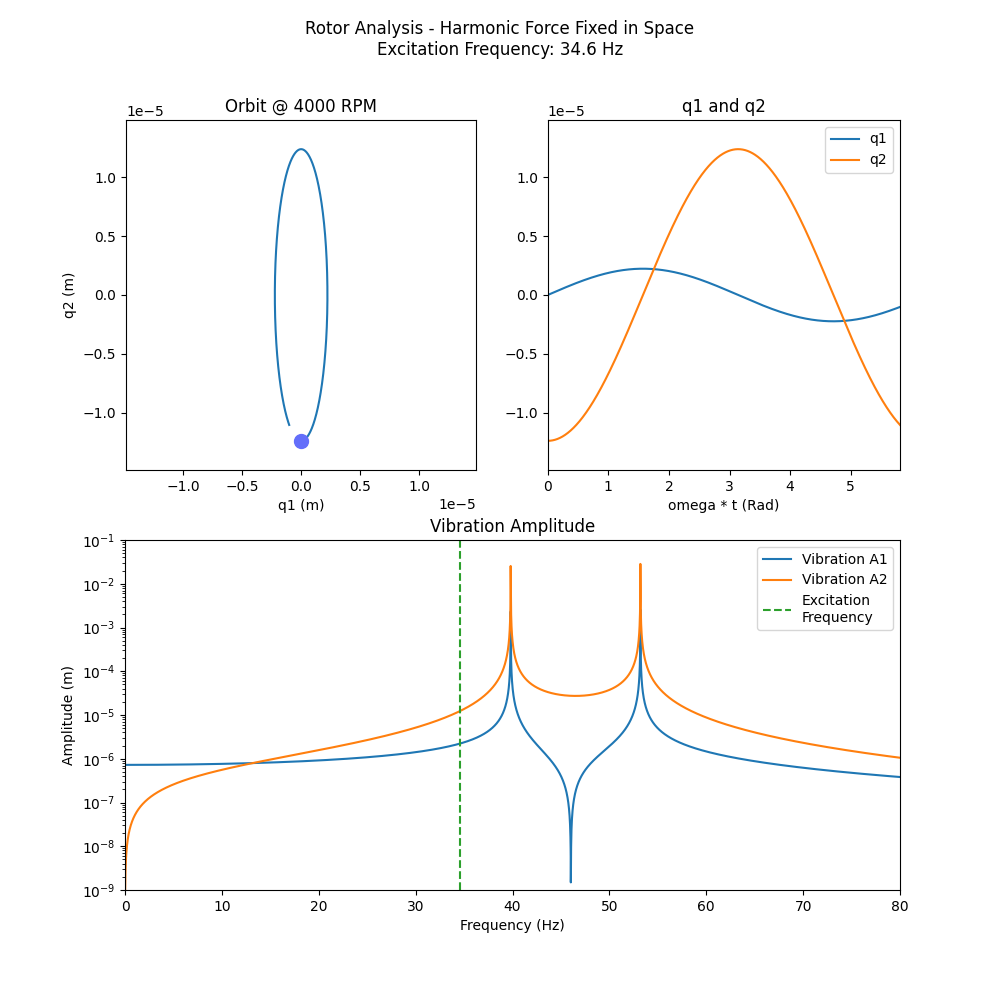 Rotor Analysis - Harmonic Force Fixed in Space
Excitation Frequency: 34.6 Hz
Orbit @ 4000 RPM
1e−5
1.0
0.5
0.0
−0.5
−1.0
q2 (m)
−1.0 −0.5 0.0 0.5 1.0
1e−5
q1 (m)
q1 and q2
1e−5
q1
q2
1.0
0.5
0.0
−0.5
−1.0
0 1 2 3 4 5
omega * t (Rad)
Vibration Amplitude
Vibration A1
Vibration A2
Excitation
Frequency
10⁻¹
10⁻²
10⁻³
10⁻⁴
10⁻⁵
10⁻⁶
10⁻⁷
10⁻⁸
10⁻⁹
Amplitude (m)
0 10 20 30 40 50 60 70 80
Frequency (Hz)